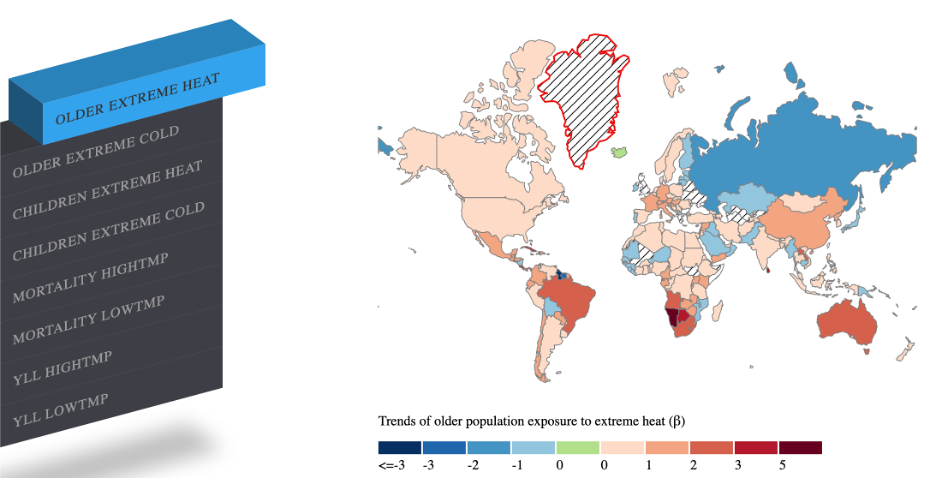 OLDER EXTREME HEAT
OLDER EXTREME COLD
CHILDREN EXTREME HEAT
CHILDREN EXTREME COLD
MORTALITY HIGHTMP
MORTALITY LOWTMP
YLL HIGHTMP
YLL LOWTMP
Trends of older population exposure to extreme heat (β)
<=-3 -3 -2 -1 0 0 1 2 3 5